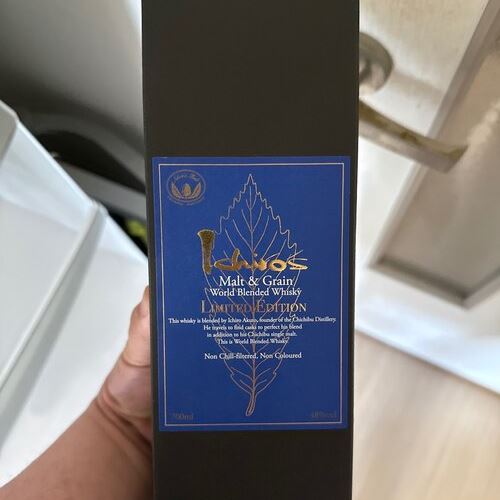 Ichiro's Malt
Ichiros
Malt & Grain
World Blended Whisky
LIMITED EDITION
This whisky is blended by Ichiro Akuto, founder of the Chichibu Distillery.
He travels to find casks to perfect his blend
in addition to his Chichibu single malt.
This is World Blended Whisky.
Non Chill-filtered, Non Coloured
700ml 48%vol